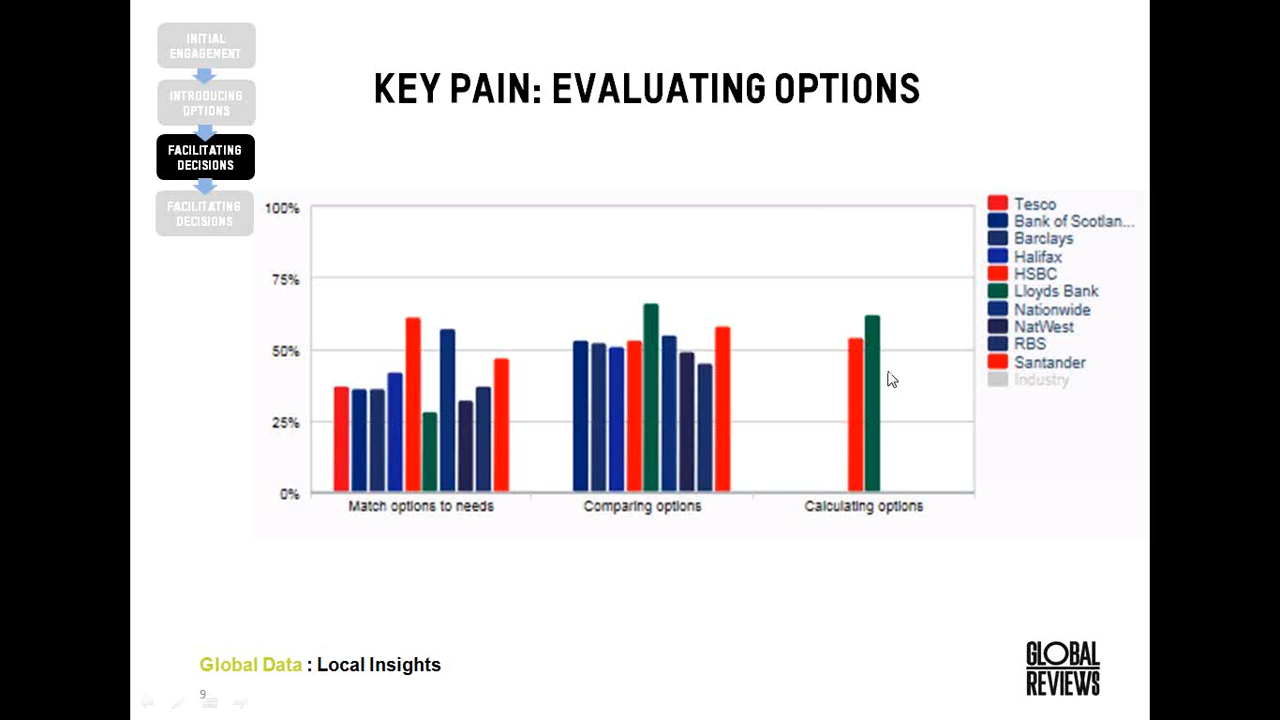 INITIAL
ENGAGEMENT
INTRODUCING
OPTIONS
FACILITATING
DECISIONS
FACILITATING
DECISIONS
KEY PAIN: EVALUATING OPTIONS
100%
75%
50%
25%
0%
Match options to needs
Comparing options
Calculating options
Tesco
Bank of Scotlan...
Barclays
Halifax
HSBC
Lloyds Bank
Nationwide
NatWest
RBS
Santander
Industry
Global Data : Local Insights
9
GLOBAL
REVIEWS